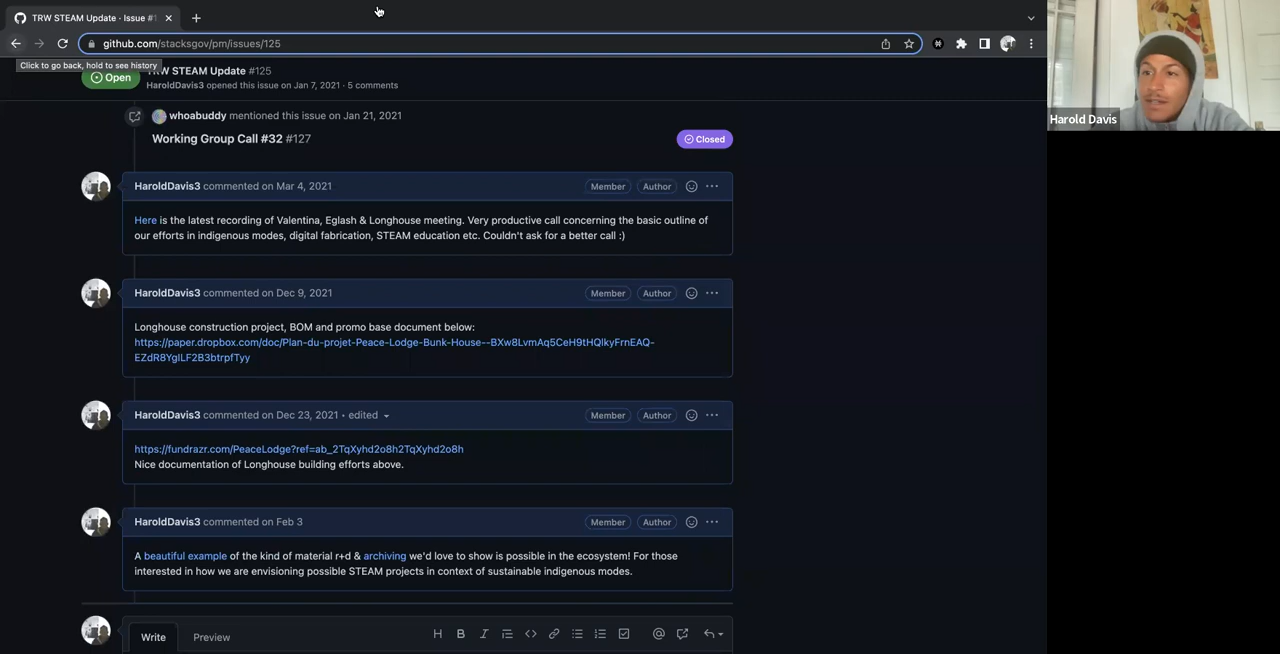 TRW STEAM Update · Issue #1
github.com/stacksgov/pm/issues/125
Click to go back, hold to see history
Open
TRW STEAM Update #125
HaroldDavis3 opened this issue on Jan 7, 2021 · 5 comments
whoabuddy mentioned this issue on Jan 21, 2021
Working Group Call #32 #127
Closed
HaroldDavis3 commented on Mar 4, 2021
Member
Author
Here is the latest recording of Valentina, Eglash & Longhouse meeting. Very productive call concerning the basic outline of
our efforts in indigenous modes, digital fabrication, STEAM education etc. Couldn't ask for a better call :)
HaroldDavis3 commented on Dec 9, 2021
Member
Author
Longhouse construction project, BOM and promo base document below:
https://paper.dropbox.com/doc/Plan-du-projet-Peace-Lodge-Bunk-House--BXw8LvmAq5CeH9tHQlkyFrnEAQ-
EZdR8YglLF2B3btrpfTyy
HaroldDavis3 commented on Dec 23, 2021 • edited
Member
Author
https://fundrazr.com/PeaceLodge?ref=ab_2TqXyhd2o8h2TqXyhd2o8h
Nice documentation of Longhouse building efforts above.
HaroldDavis3 commented on Feb 3
Member
Author
A beautiful example of the kind of material r+d & archiving we'd love to show is possible in the ecosystem! For those
interested in how we are envisioning possible STEAM projects in context of sustainable indigenous modes.
Write
Preview
Harold Davis